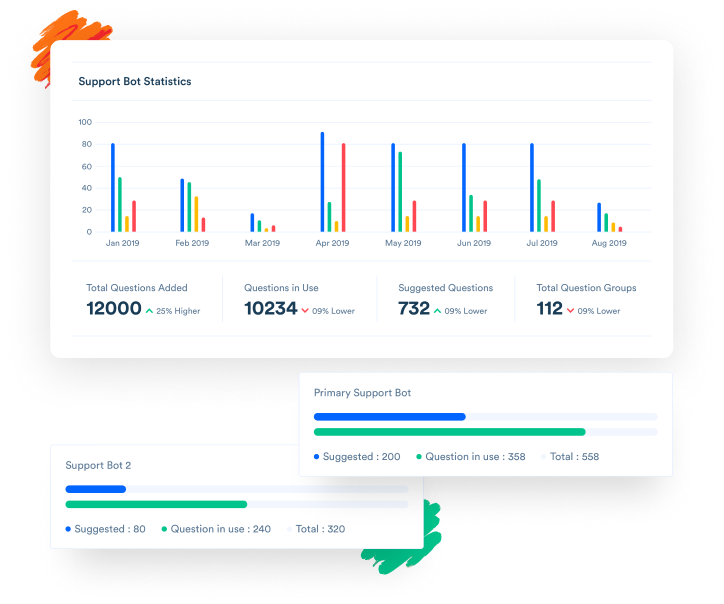 Support Bot Statistics
100
80
60
40
20
0
Jan 2019 Feb 2019 Mar 2019 Apr 2019 May 2019 Jun 2019 Jul 2019 Aug 2019
Total Questions Added Questions in Use Suggested Questions Total Question Groups
12000 25% Higher 10234 09% Lower 732 09% Lower 112 09% Lower
Primary Support Bot
Suggested : 200 Question in use : 358 Total : 558
Support Bot 2
Suggested : 80 Question in use : 240 Total : 320